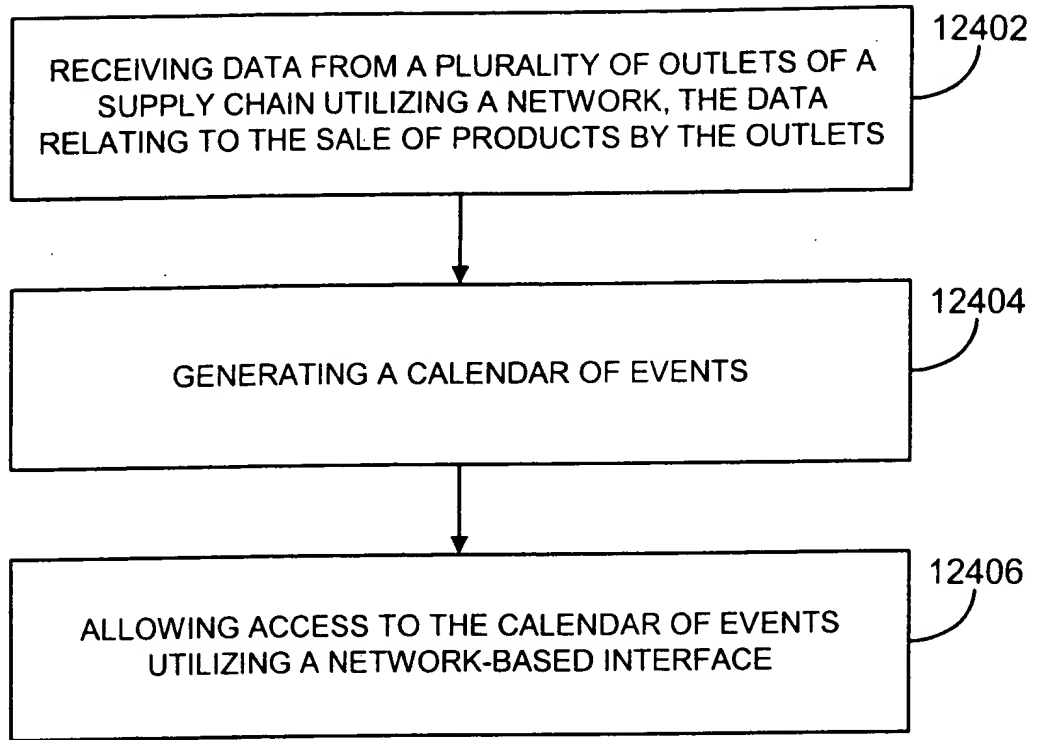 12402
RECEIVING DATA FROM A PLURALITY OF OUTLETS OF A
SUPPLY CHAIN UTILIZING A NETWORK, THE DATA
RELATING TO THE SALE OF PRODUCTS BY THE OUTLETS
12404
GENERATING A CALENDAR OF EVENTS
12406
ALLOWING ACCESS TO THE CALENDAR OF EVENTS
UTILIZING A NETWORK-BASED INTERFACE